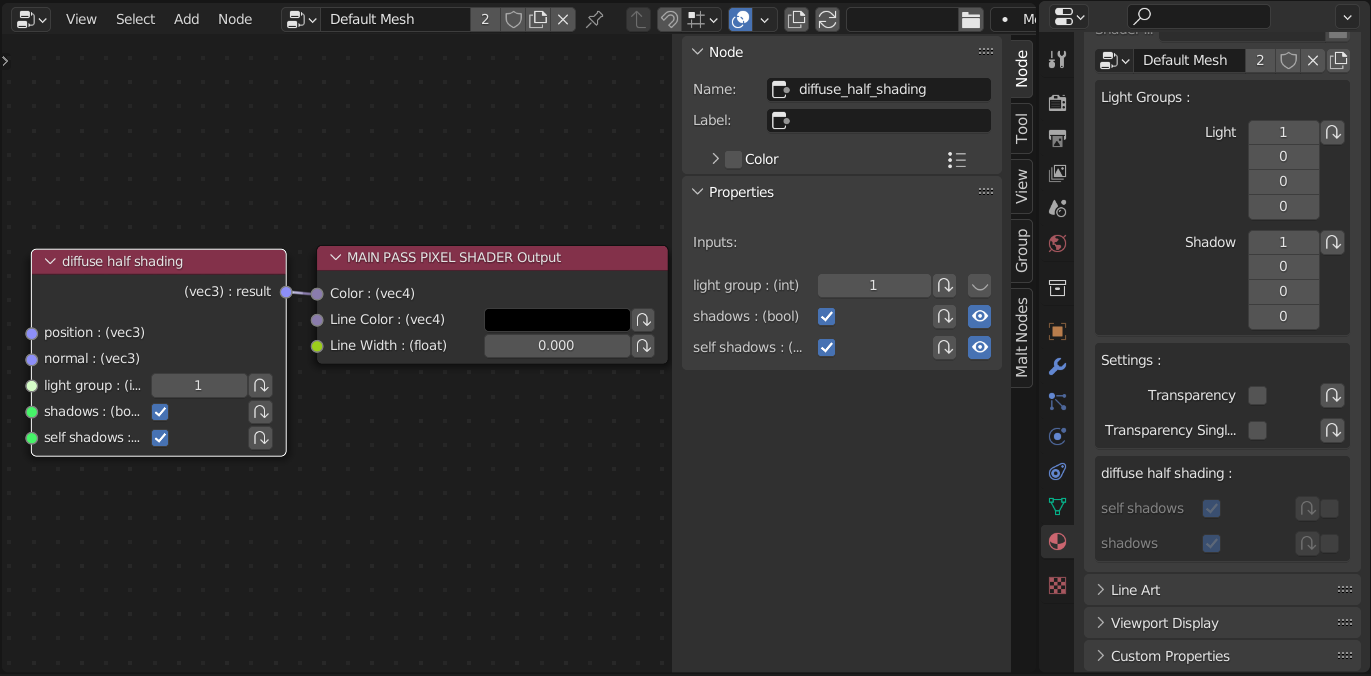 View Select Add Node Default Mesh 2
Node
Name: diffuse_half_shading
Label:
Color
Properties
Inputs:
light group : (int) 1
shadows : (bool)
self shadows : (...
Node
Tool
View
Group
Malt Nodes
diffuse half shading
(vec3) : result
position : (vec3)
normal : (vec3)
light group : (i... 1
shadows : (bo...
self shadows :...
MAIN PASS PIXEL SHADER Output
Color : (vec4)
Line Color : (vec4)
Line Width : (float) 0.000
Default Mesh 2
Light Groups :
Light 1
0
0
0
Shadow 1
0
0
0
Settings :
Transparency
Transparency Singl...
diffuse half shading :
self shadows
shadows
Line Art
Viewport Display
Custom Properties